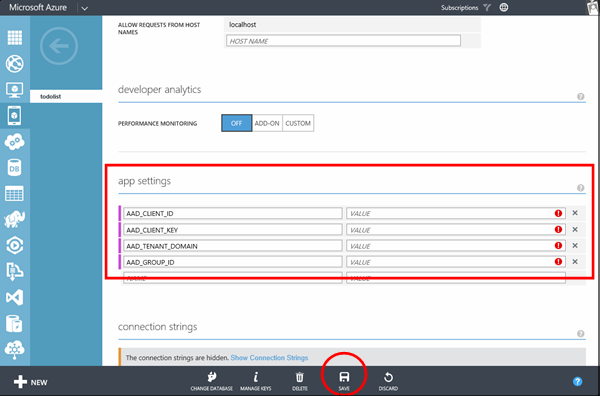 Microsoft Azure
Subscriptions
ALLOW REQUESTS FROM HOST NAMES
localhost
HOST NAME
todolist
developer analytics
PERFORMANCE MONITORING
OFF
ADD-ON
CUSTOM
app settings
AAD_CLIENT_ID
VALUE
AAD_CLIENT_KEY
VALUE
AAD_TENANT_DOMAIN
VALUE
AAD_GROUP_ID
VALUE
NAME
VALUE
connection strings
The connection strings are hidden. Show Connection Strings
NEW
CHANGE DATABASE
MANAGE KEYS
DELETE
SAVE
DISCARD
DB